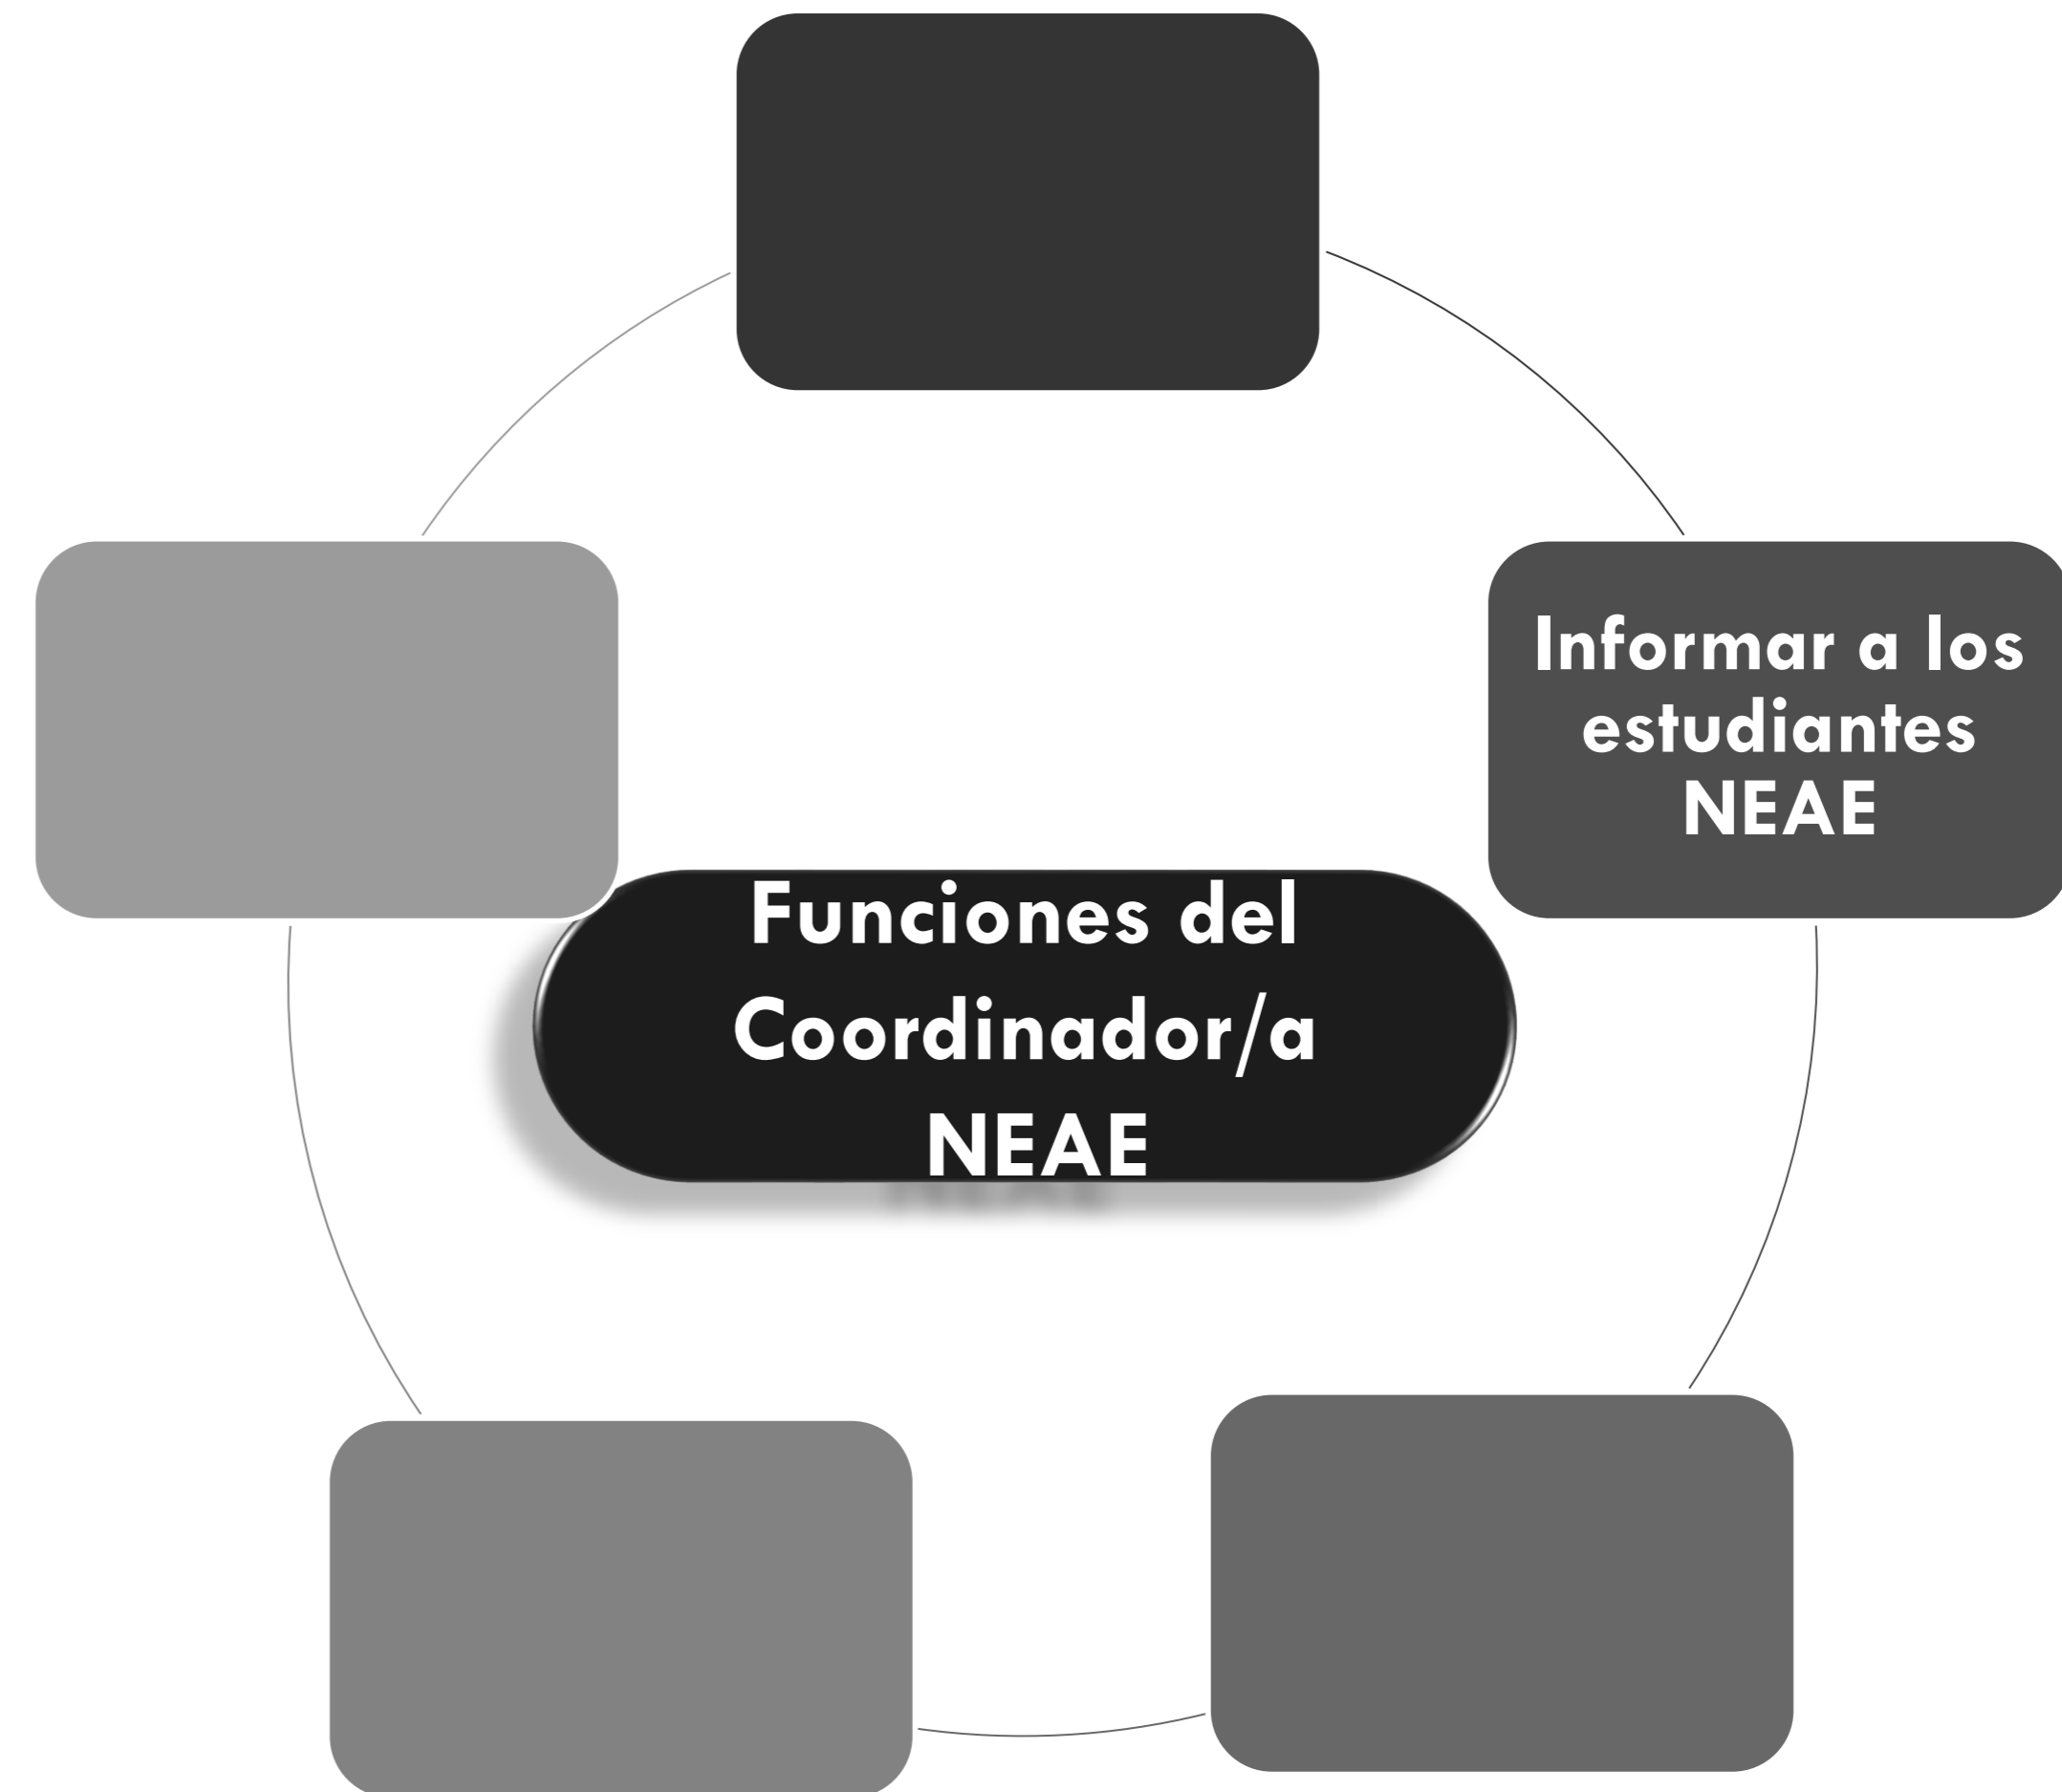 Informar a los
estudiantes
NEAE
Funciones del
Coordinador/a
NEAE